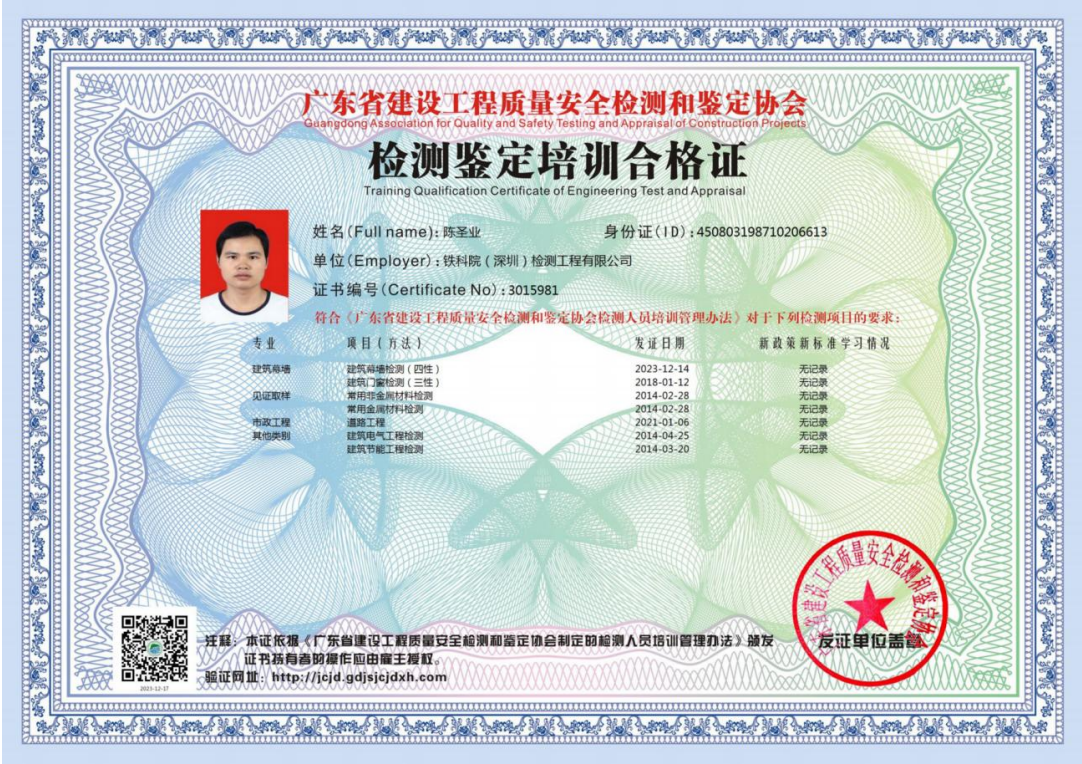 广东省建设工程质量安全检测和鉴定协会
Guangdong Association for Quality and Safety Testing and Appraisal of Construction Projects
检测鉴定培训合格证
Training Qualification Certificate of Engineering Test and Appraisal
姓名(Full name): 陈圣业 身份证(ID): 450803198710206613
单位(Employer): 铁科院（深圳）检测工程有限公司
证书编号(Certificate No): 3015981
符合《广东省建设工程质量安全检测和鉴定协会检测人员培训管理办法》对于下列检测项目的要求:
专业 项目(方法) 发证日期 新政策新标准学习情况
建筑幕墙 建筑幕墙检测（四性） 2023-12-14 无记录
建筑门窗检测（三性） 2018-01-12 无记录
见证取样 常用非金属材料检测 2014-02-28 无记录
常用金属材料检测 2014-02-28 无记录
市政工程 道路工程 2021-01-06 无记录
其他类别 建筑电气工程检测 2014-04-25 无记录
建筑节能工程检测 2014-03-20 无记录
省建设工程质量安全检测和鉴定协会
发证单位盖章
注释: 本证依据《广东省建设工程质量安全检测和鉴定协会制定的检测人员培训管理办法》颁发
证书持有者的操作应由雇主授权。
验证网址: http://jcjd.gdjsjcjdxh.com
2023-12-17